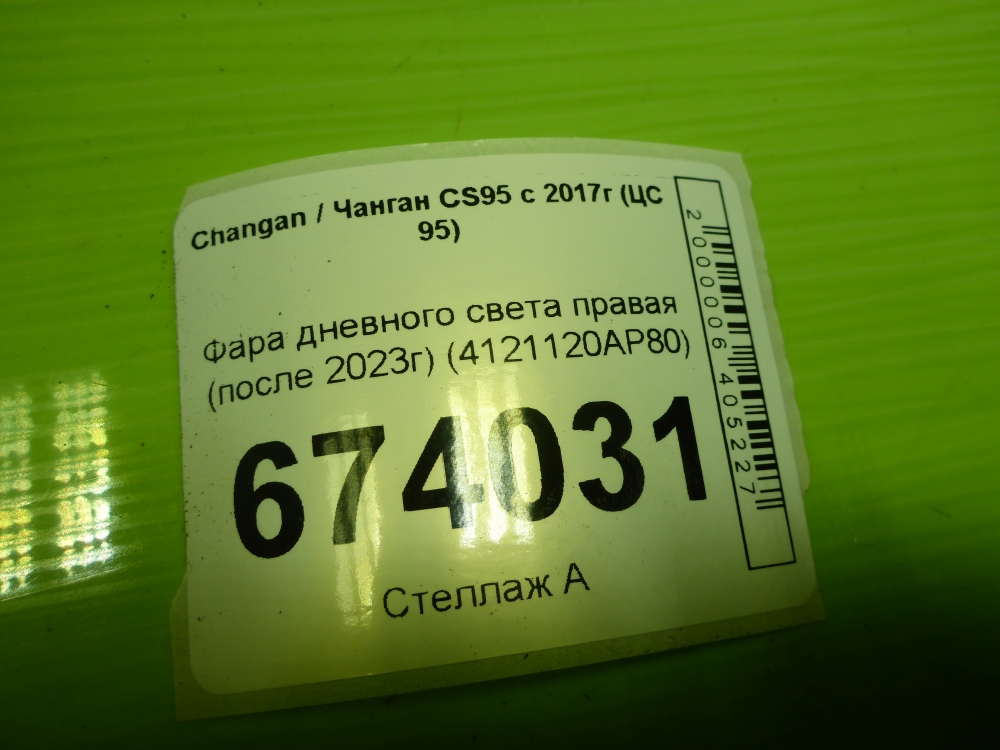 Changan / Чанган CS95 с 2017г (ЦС
95)
Фара дневного света правая
(после 2023г) (4121120AP80)
674031
Стеллаж А
2000006405227